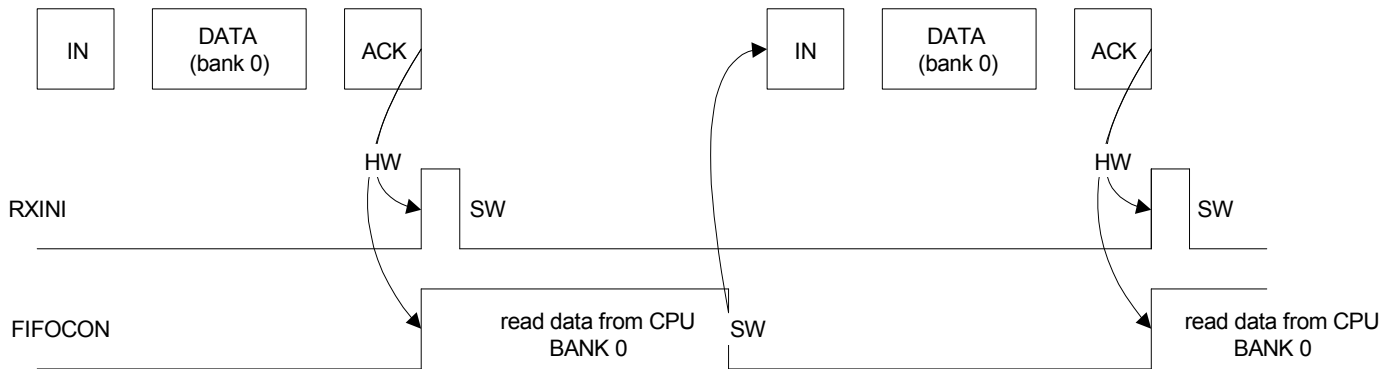 IN
DATA
(bank 0)
ACK
IN
DATA
(bank 0)
ACK
HW
HW
RXINI
SW
SW
FIFOCON
read data from CPU
BANK 0
SW
read data from CPU
BANK 0